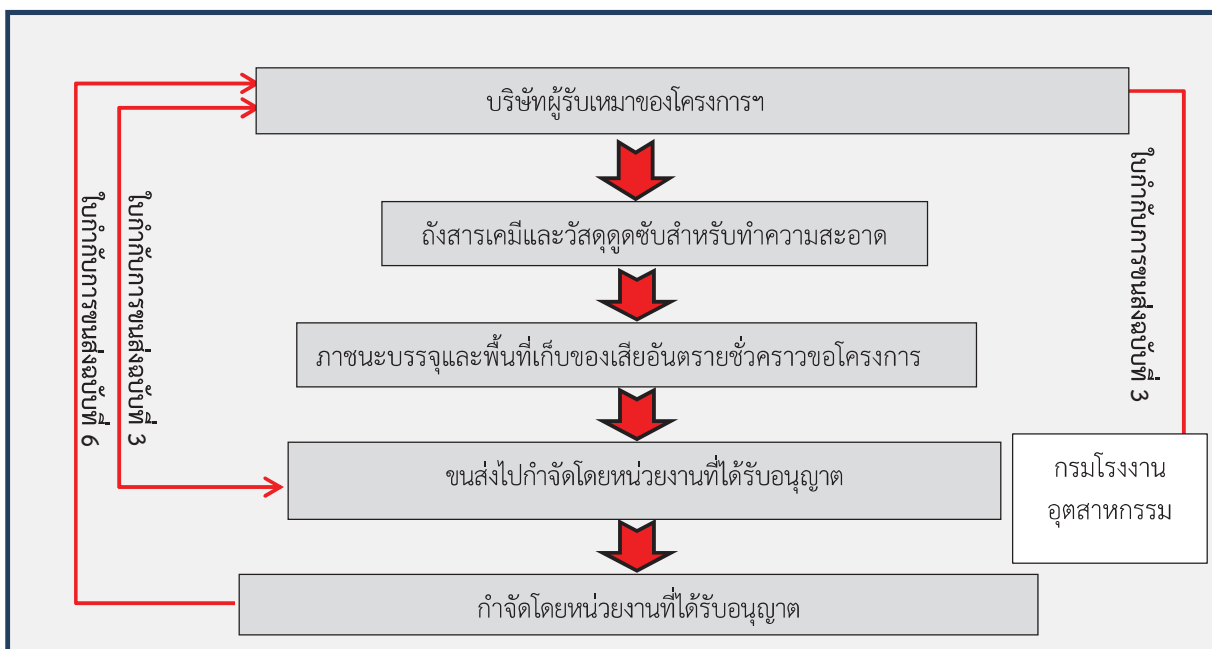 บริษัทผู้รับเหมาของโครงการฯ
ถังสารเคมีและวัสดุดูดซับสำหรับทำความสะอาด
ภาชนะบรรจุและพื้นที่เก็บของเสียอันตรายชั่วคราวขอโครงการ
ขนส่งไปกำจัดโดยหน่วยงานที่ได้รับอนุญาต
กำจัดโดยหน่วยงานที่ได้รับอนุญาต
ใบกำกับการขนส่งฉบับที่ 6
ใบกำกับการขนส่งฉบับที่ 3
ใบกำกับการขนส่งฉบับที่ 3
กรมโรงงาน
อุตสาหกรรม